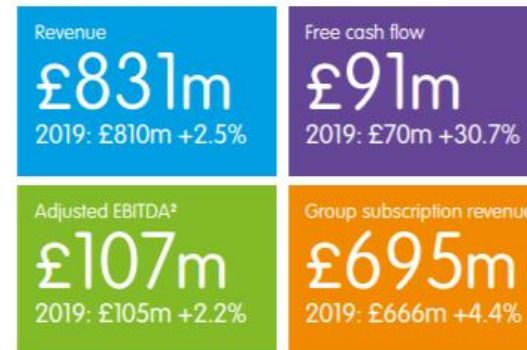 Revenue
£831m
2019: £810m +2.5%
Free cash flow
£91m
2019: £70m +30.7%
Adjusted EBITDA²
£107m
2019: £105m +2.2%
Group subscription revenue
£695m
2019: £666m +4.4%